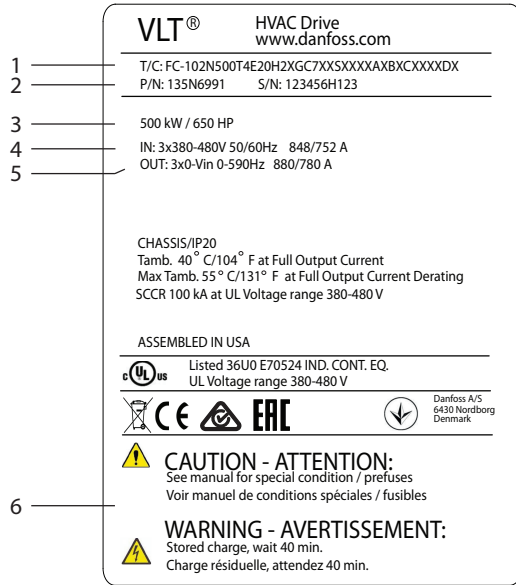 VLT® HVAC Drive
www.danfoss.com
1 T/C: FC-102N500T4E20H2XGC7XXSXXXXAXBXCXXXXDX
2 P/N: 135N6991 S/N: 123456H123
3 500 kW / 650 HP
4 IN: 3x380-480V 50/60Hz 848/752 A
5 OUT: 3x0-Vin 0-590Hz 880/780 A
CHASSIS/IP20
Tamb. 40° C/104° F at Full Output Current
Max Tamb. 55° C/131° F at Full Output Current Derating
SCCR 100 kA at UL Voltage range 380-480 V
ASSEMBLED IN USA
c UL us Listed 36U0 E70524 IND. CONT. EQ.
UL Voltage range 380-480 V
CE EAC
Danfoss A/S
6430 Nordborg
Denmark
CAUTION - ATTENTION:
See manual for special condition / prefuses
Voir manuel de conditions spéciales / fusibles
6
WARNING - AVERTISSEMENT:
Stored charge, wait 40 min.
Charge résiduelle, attendez 40 min.